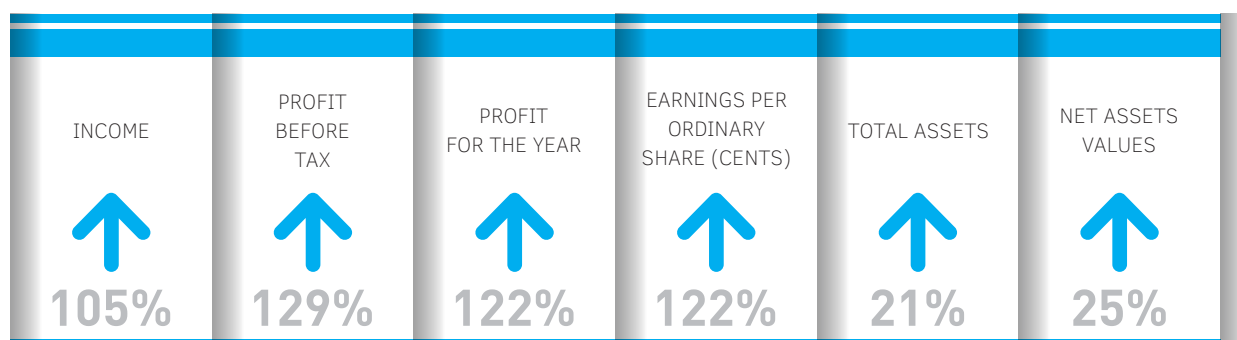 INCOME
105%
PROFIT
BEFORE
TAX
129%
PROFIT
FOR THE YEAR
122%
EARNINGS PER
ORDINARY
SHARE (CENTS)
122%
TOTAL ASSETS
21%
NET ASSETS
VALUES
25%